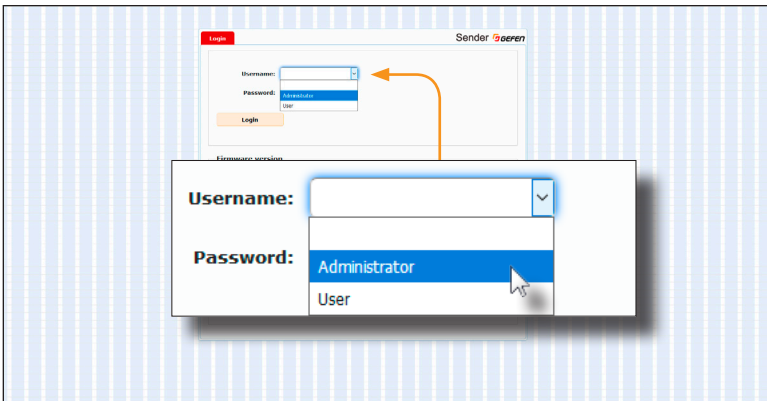 Login
Sender GEFEN
Username:
Password:
Administrator
User
Login
Firmware version
Username:
Password:
Administrator
User